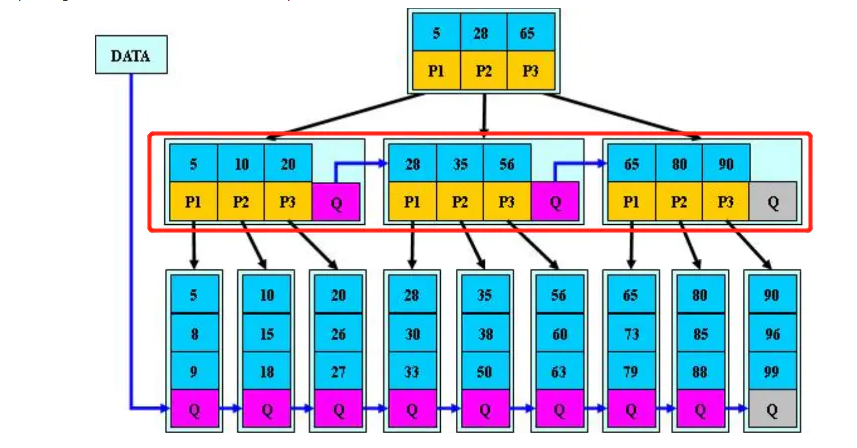 5 28 65
DATA
P1 P2 P3
5 10 20 28 35 56 65 80 90
P1 P2 P3 Q P1 P2 P3 Q P1 P2 P3 Q
5 10 20 28 35 56 65 80 90
8 15 26 30 38 60 73 85 96
9 18 27 33 50 63 79 88 99
Q Q Q Q Q Q Q Q Q